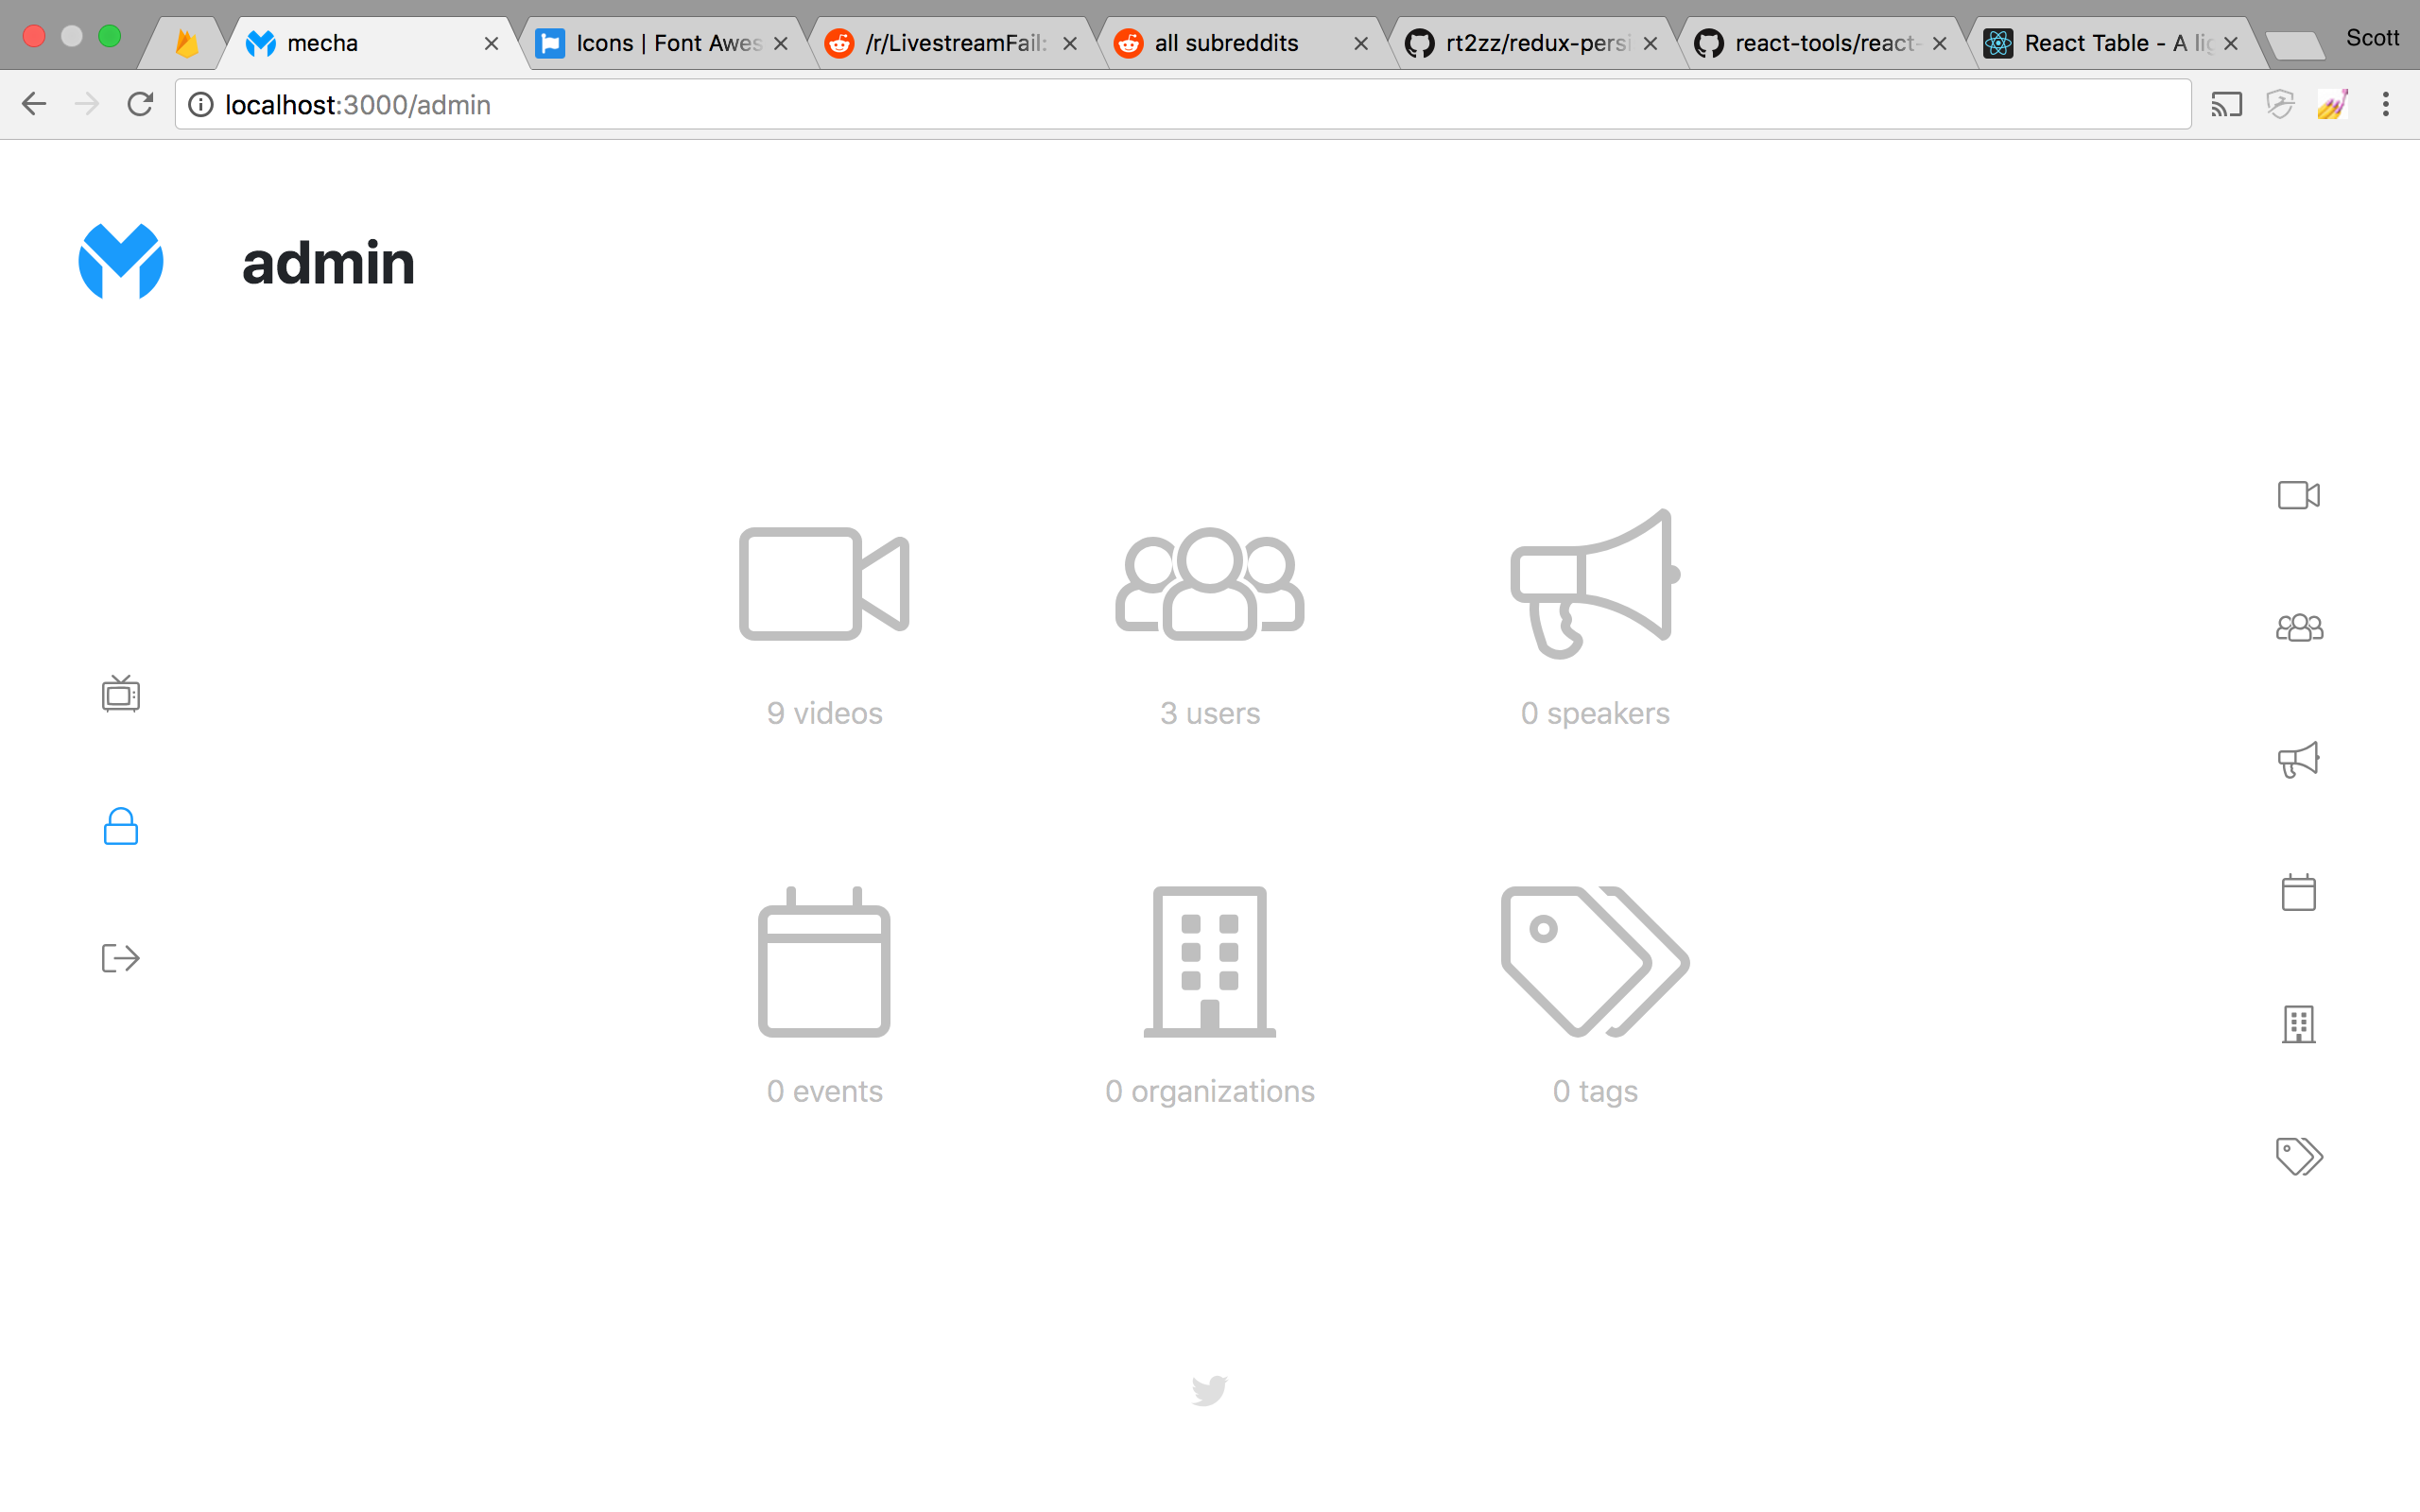 mecha
Icons | Font Awes
/r/LivestreamFail:
all subreddits
rt2zz/redux-persi
react-tools/react-
React Table - A lig
Scott
localhost:3000/admin
admin
9 videos
3 users
0 speakers
0 events
0 organizations
0 tags